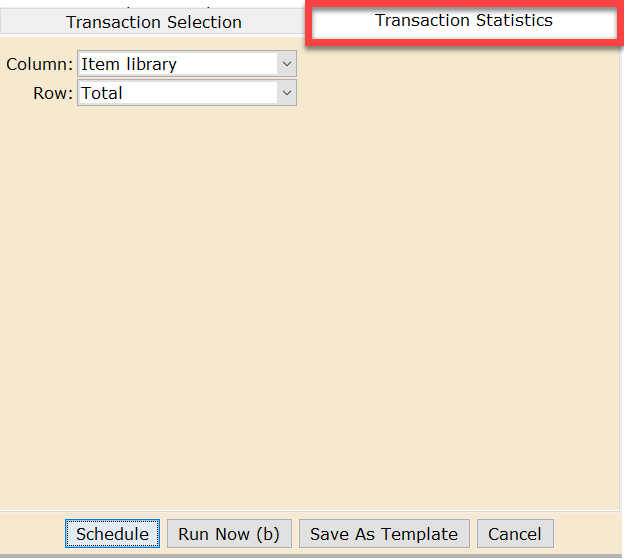 Transaction Selection
Transaction Statistics
Column: Item library
Row: Total
Schedule Run Now (b) Save As Template Cancel